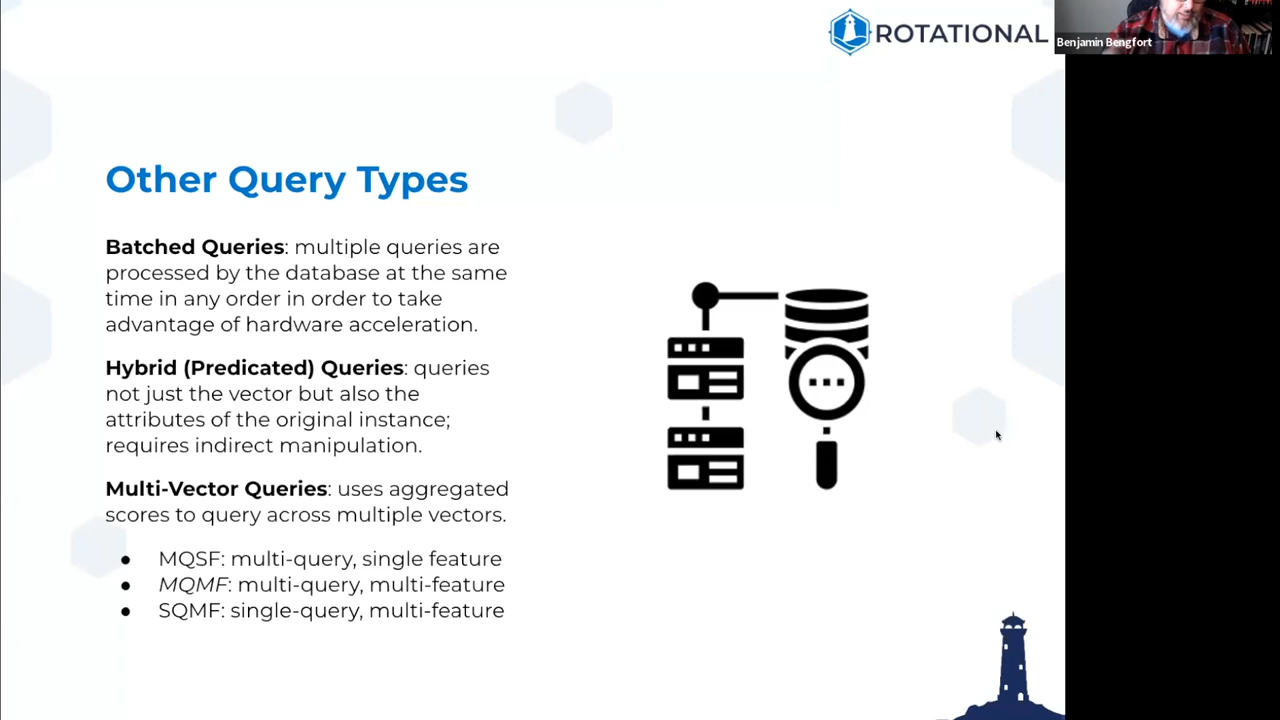 ROTATIONAL
Benjamin Bengfort
Other Query Types
Batched Queries: multiple queries are
processed by the database at the same
time in any order in order to take
advantage of hardware acceleration.
Hybrid (Predicated) Queries: queries
not just the vector but also the
attributes of the original instance;
requires indirect manipulation.
Multi-Vector Queries: uses aggregated
scores to query across multiple vectors.
● MQSF: multi-query, single feature
● MQMF: multi-query, multi-feature
● SQMF: single-query, multi-feature